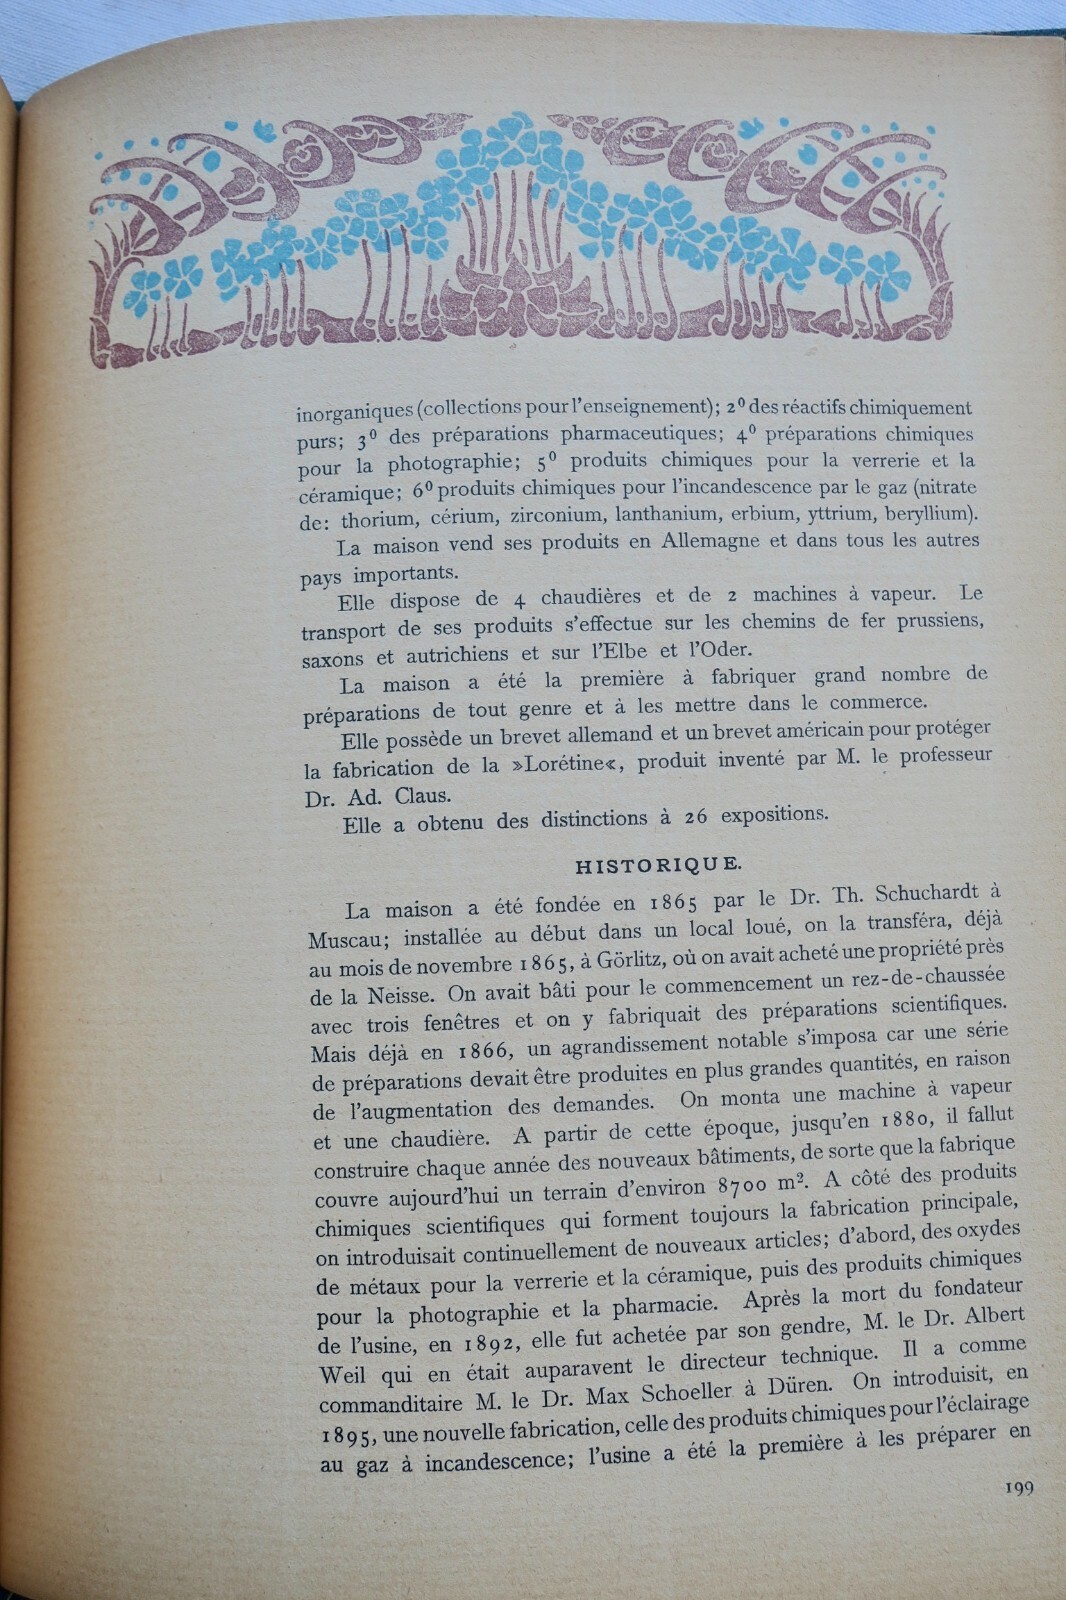 inorganiques (collections pour l'enseignement); 2⁰ des réactifs chimiquement
purs; 3⁰ des préparations pharmaceutiques; 4⁰ préparations chimiques
pour la photographie; 5⁰ produits chimiques pour la verrerie et la
céramique; 6⁰ produits chimiques pour l'incandescence par le gaz (nitrate
de: thorium, cérium, zirconium, lanthanium, erbium, yttrium, beryllium).
La maison vend ses produits en Allemagne et dans tous les autres
pays importants.
Elle dispose de 4 chaudières et de 2 machines à vapeur. Le
transport de ses produits s'effectue sur les chemins de fer prussiens,
saxons et autrichiens et sur l'Elbe et l'Oder.
La maison a été la première à fabriquer grand nombre de
préparations de tout genre et à les mettre dans le commerce.
Elle possède un brevet allemand et un brevet américain pour protéger
la fabrication de la »Lorétine«, produit inventé par M. le professeur
Dr. Ad. Claus.
Elle a obtenu des distinctions à 26 expositions.
HISTORIQUE.
La maison a été fondée en 1865 par le Dr. Th. Schuchardt à
Muscau; installée au début dans un local loué, on la transféra, déjà
au mois de novembre 1865, à Görlitz, où on avait acheté une propriété près
de la Neisse. On avait bâti pour le commencement un rez-de-chaussée
avec trois fenêtres et on y fabriquait des préparations scientifiques.
Mais déjà en 1866, un agrandissement notable s'imposa car une série
de préparations devait être produites en plus grandes quantités, en raison
de l'augmentation des demandes. On monta une machine à vapeur
et une chaudière. A partir de cette époque, jusqu'en 1880, il fallut
construire chaque année des nouveaux bâtiments, de sorte que la fabrique
couvre aujourd'hui un terrain d'environ 8700 m². A côté des produits
chimiques scientifiques qui forment toujours la fabrication principale,
on introduisait continuellement de nouveaux articles; d'abord, des oxydes
de métaux pour la verrerie et la céramique, puis des produits chimiques
pour la photographie et la pharmacie. Après la mort du fondateur
de l'usine, en 1892, elle fut achetée par son gendre, M. le Dr. Albert
Weil qui en était auparavent le directeur technique. Il a comme
commanditaire M. le Dr. Max Schoeller à Düren. On introduisit, en
1895, une nouvelle fabrication, celle des produits chimiques pour l'éclairage
au gaz à incandescence; l'usine a été la première à les préparer en
199